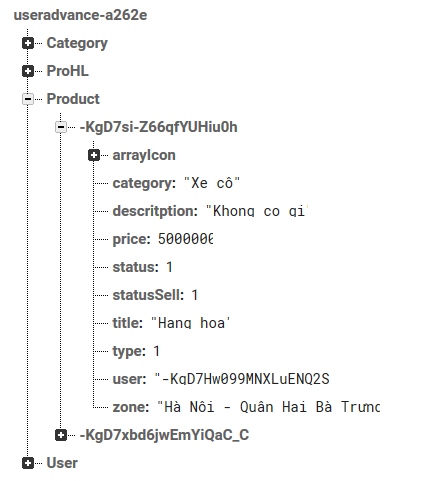 useradvance-a262e
Category
ProHL
Product
-KgD7si-Z66qfYUHiu0h
arrayIcon
category: "Xe cô"
descritption: "Khong co gi'
price: 5000000
status: 1
statusSell: 1
title: "Hang hoa'
type: 1
user: "-KgD7Hw099MNXLuENQ2S
zone: "Hà Nôi - Quân Hai Bà Trưng
-KgD7xbd6jwEmYiQaC_C
User